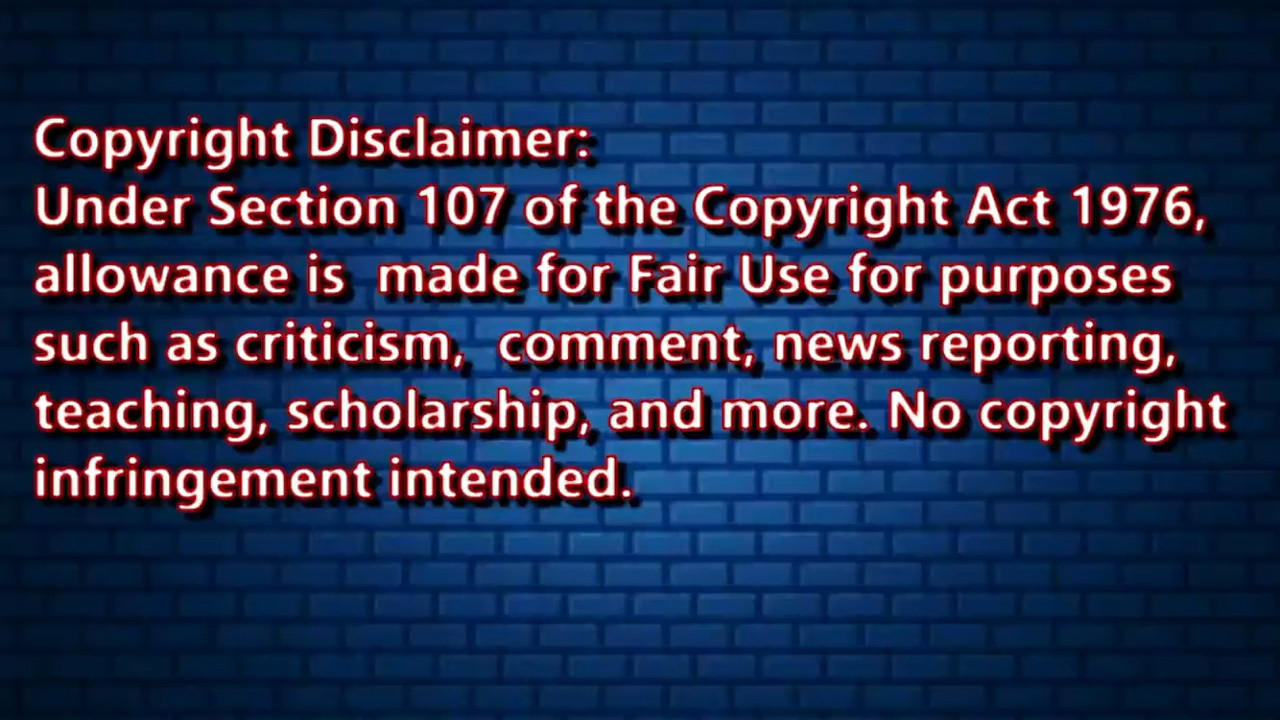 Copyright Disclaimer:
Under Section 107 of the Copyright Act 1976,
allowance is  made for Fair Use for purposes
such as criticism,  comment, news reporting,
teaching, scholarship, and more. No copyright
infringement intended.